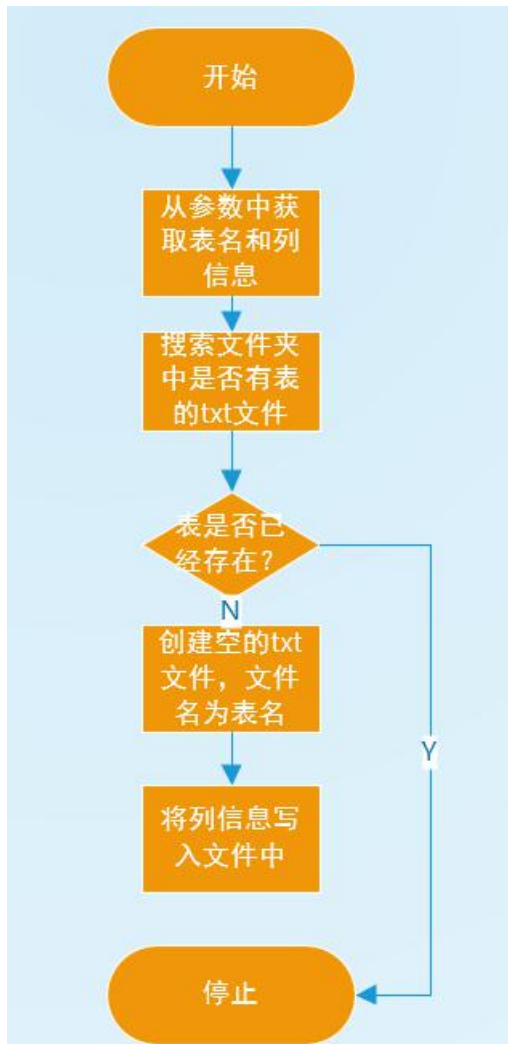 开始
从参数中获
取表名和列
信息
搜索文件夹
中是否有表
的txt文件
表是否已
经存在？
N
创建空的txt
文件，文件
名为表名
Y
将列信息写
入文件中
停止